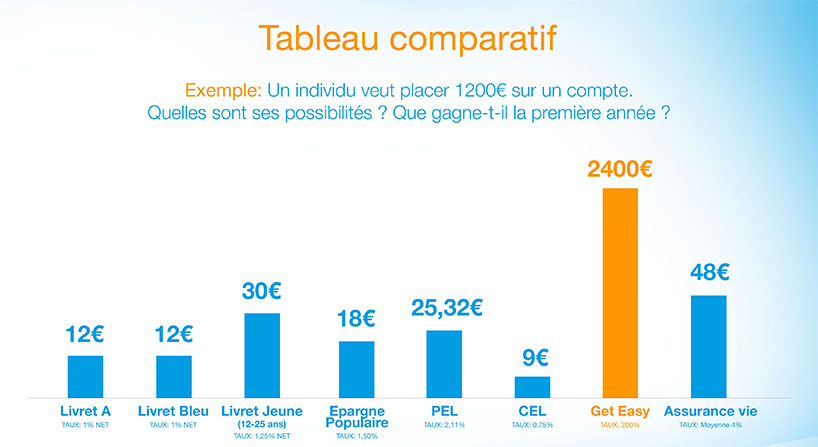 Tableau comparatif
Exemple: Un individu veut placer 1200€ sur un compte.
Quelles sont ses possibilités ? Que gagne-t-il la première année ?
12€
12€
30€
18€
25,32€
9€
2400€
48€
Livret A
TAUX: 1% NET
Livret Bleu
TAUX: 1% NET
Livret Jeune
(12-25 ans)
TAUX: 1,25% NET
Epargne
Populaire
TAUX: 1,50%
PEL
TAUX: 2,11%
CEL
TAUX: 0,75%
Get Easy
TAUX: 200%
Assurance vie
TAUX: Moyenne 4%